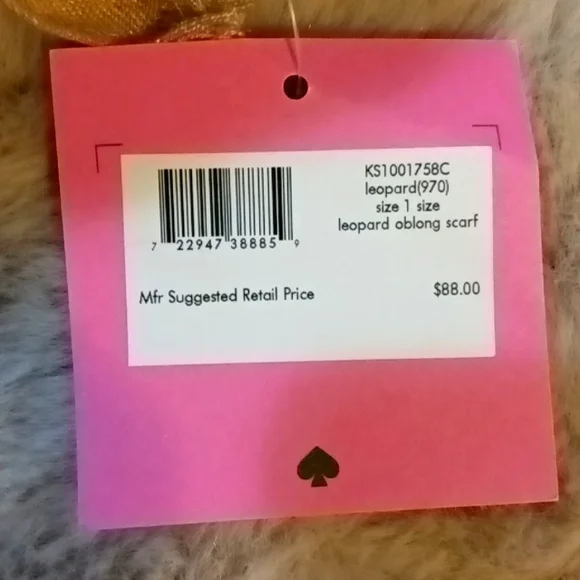 KS1001758C
leopard(970)
size 1 size
leopard oblong scarf
7 22947 38885 9
Mfr Suggested Retail Price $88.00